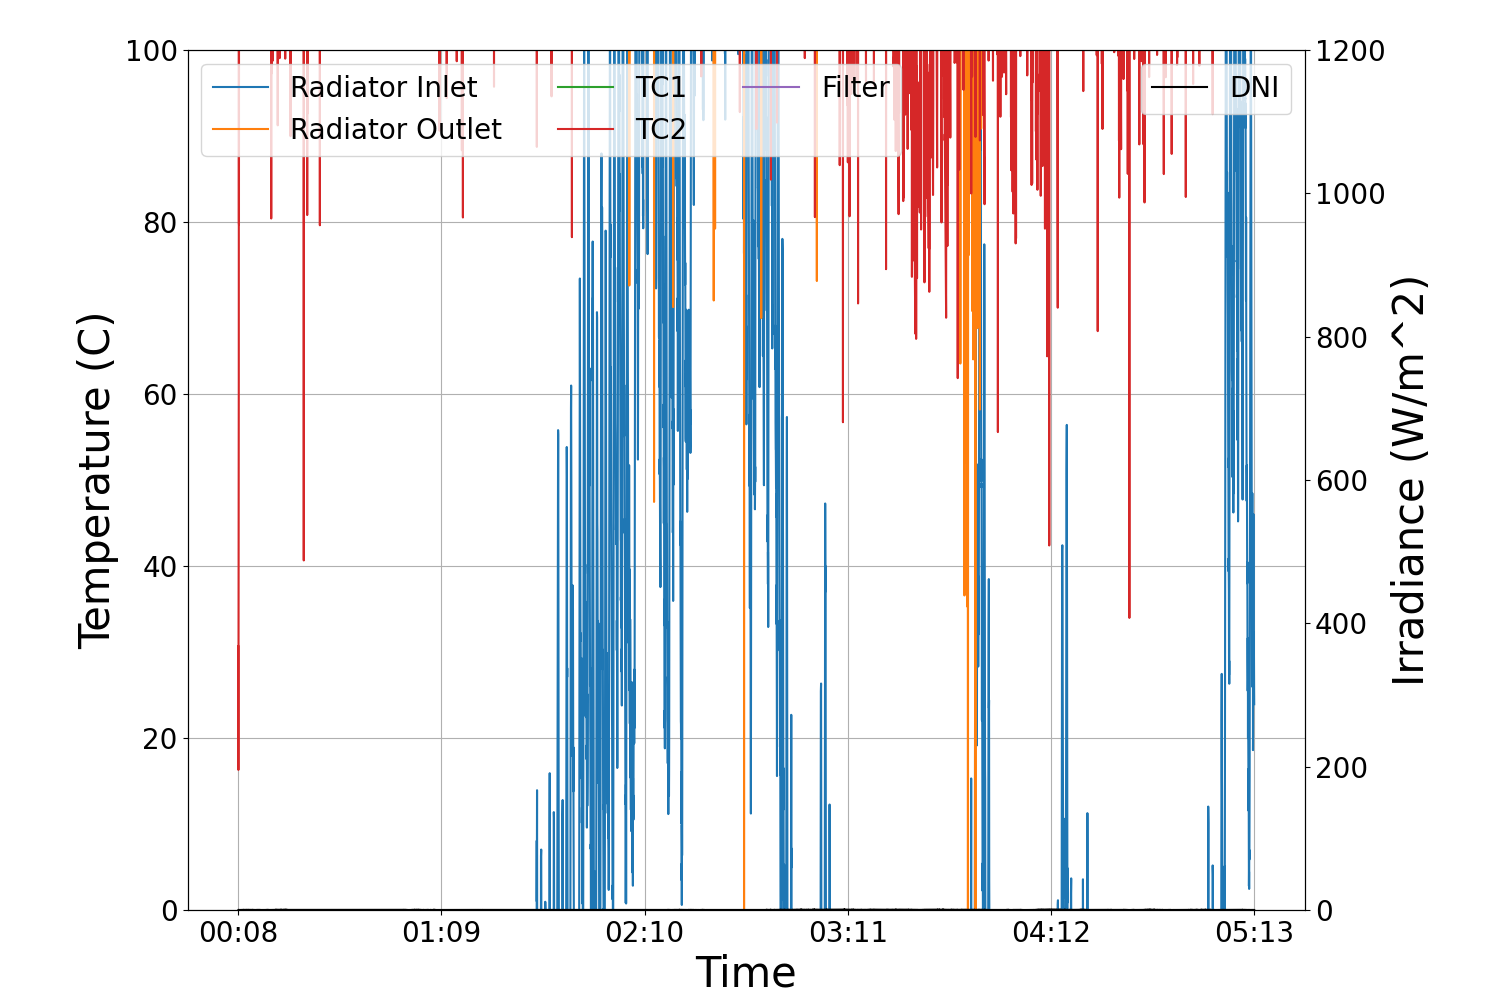 Radiator Inlet TC1 Filter DNI
Radiator Outlet TC2
100
80
60
40
20
0
1200
1000
800
600
400
200
0
Temperature (C)
Irradiance (W/m^2)
00:08 01:09 02:10 03:11 04:12 05:13
Time